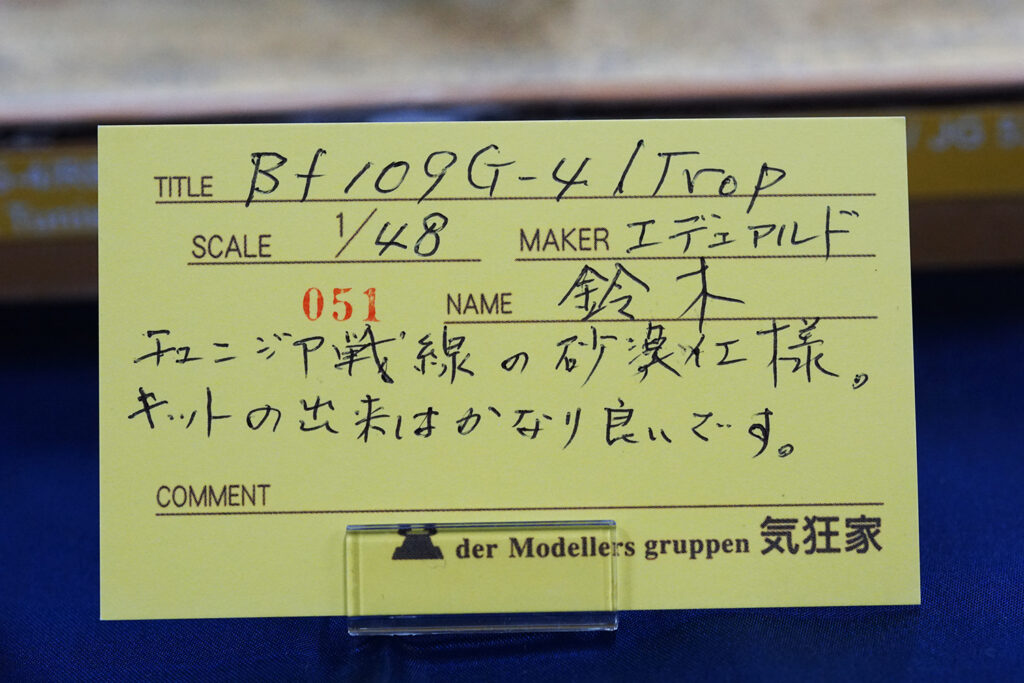 TITLE Bf109G-4/Trop
SCALE 1/48 MAKER エデュアルド
051 NAME 鈴木
チュニジア戦線の砂漠仕様。
キットの出来はかなり良いです。
COMMENT
der Modellers gruppen 気狂家